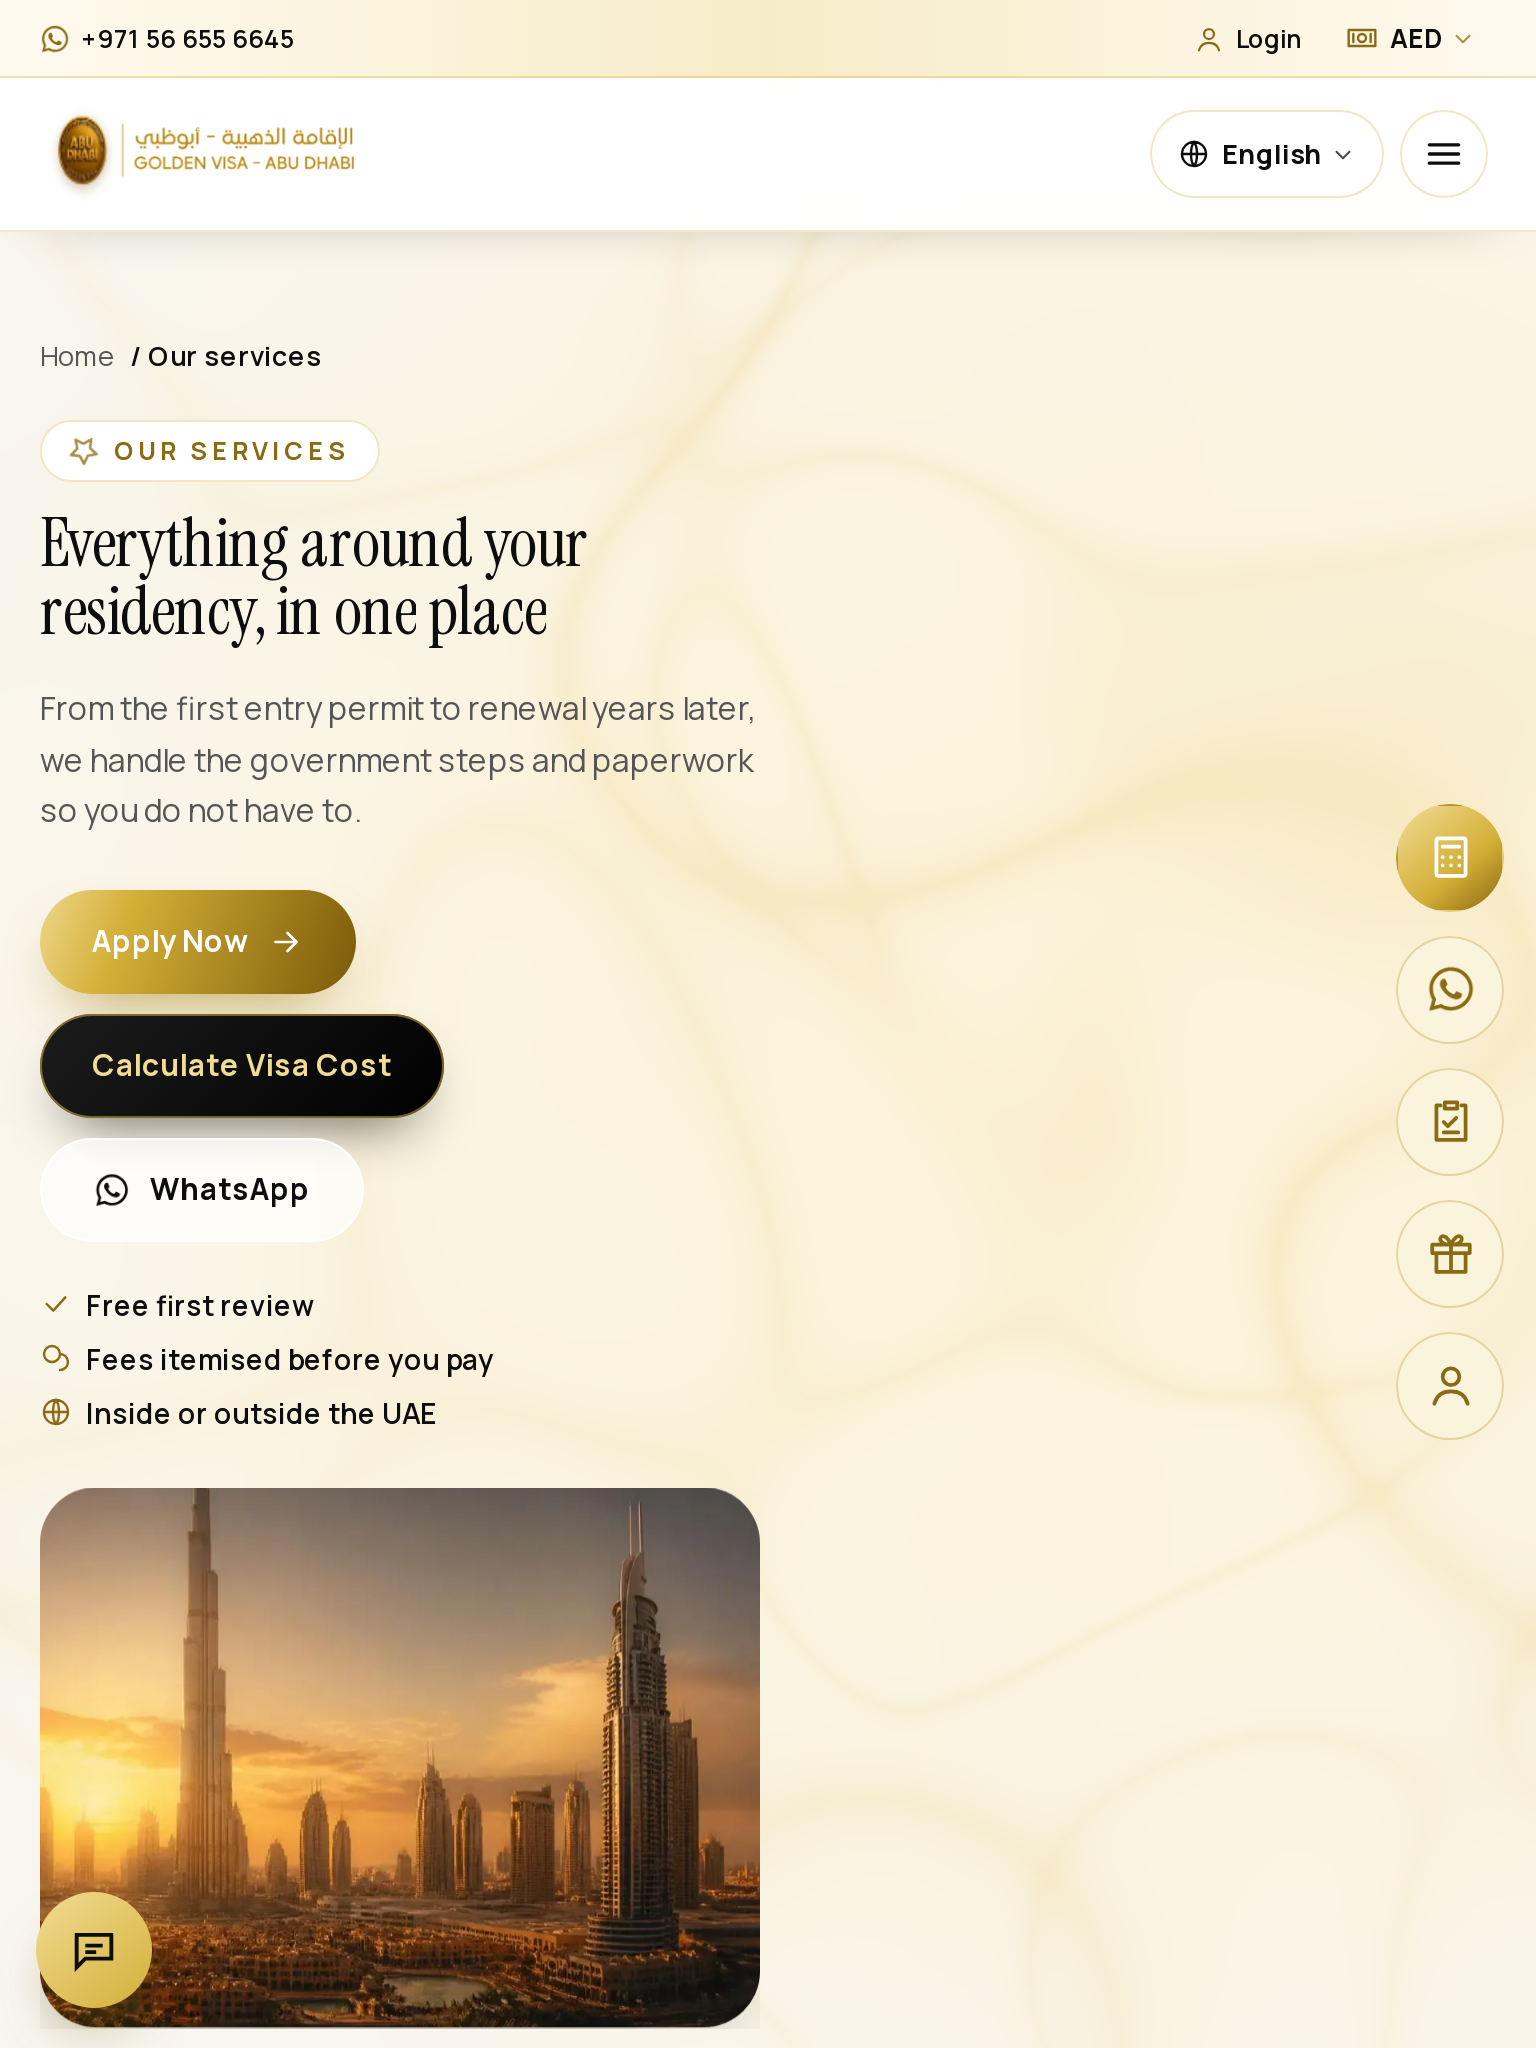 +971 56 655 6645
Login
AED
ABU DHABI
الإقامة الذهبية - أبوظبي
GOLDEN VISA - ABU DHABI
English
Home / Our services
OUR SERVICES
Everything around your
residency, in one place
From the first entry permit to renewal years later,
we handle the government steps and paperwork
so you do not have to.
Apply Now
Calculate Visa Cost
WhatsApp
Free first review
Fees itemised before you pay
Inside or outside the UAE